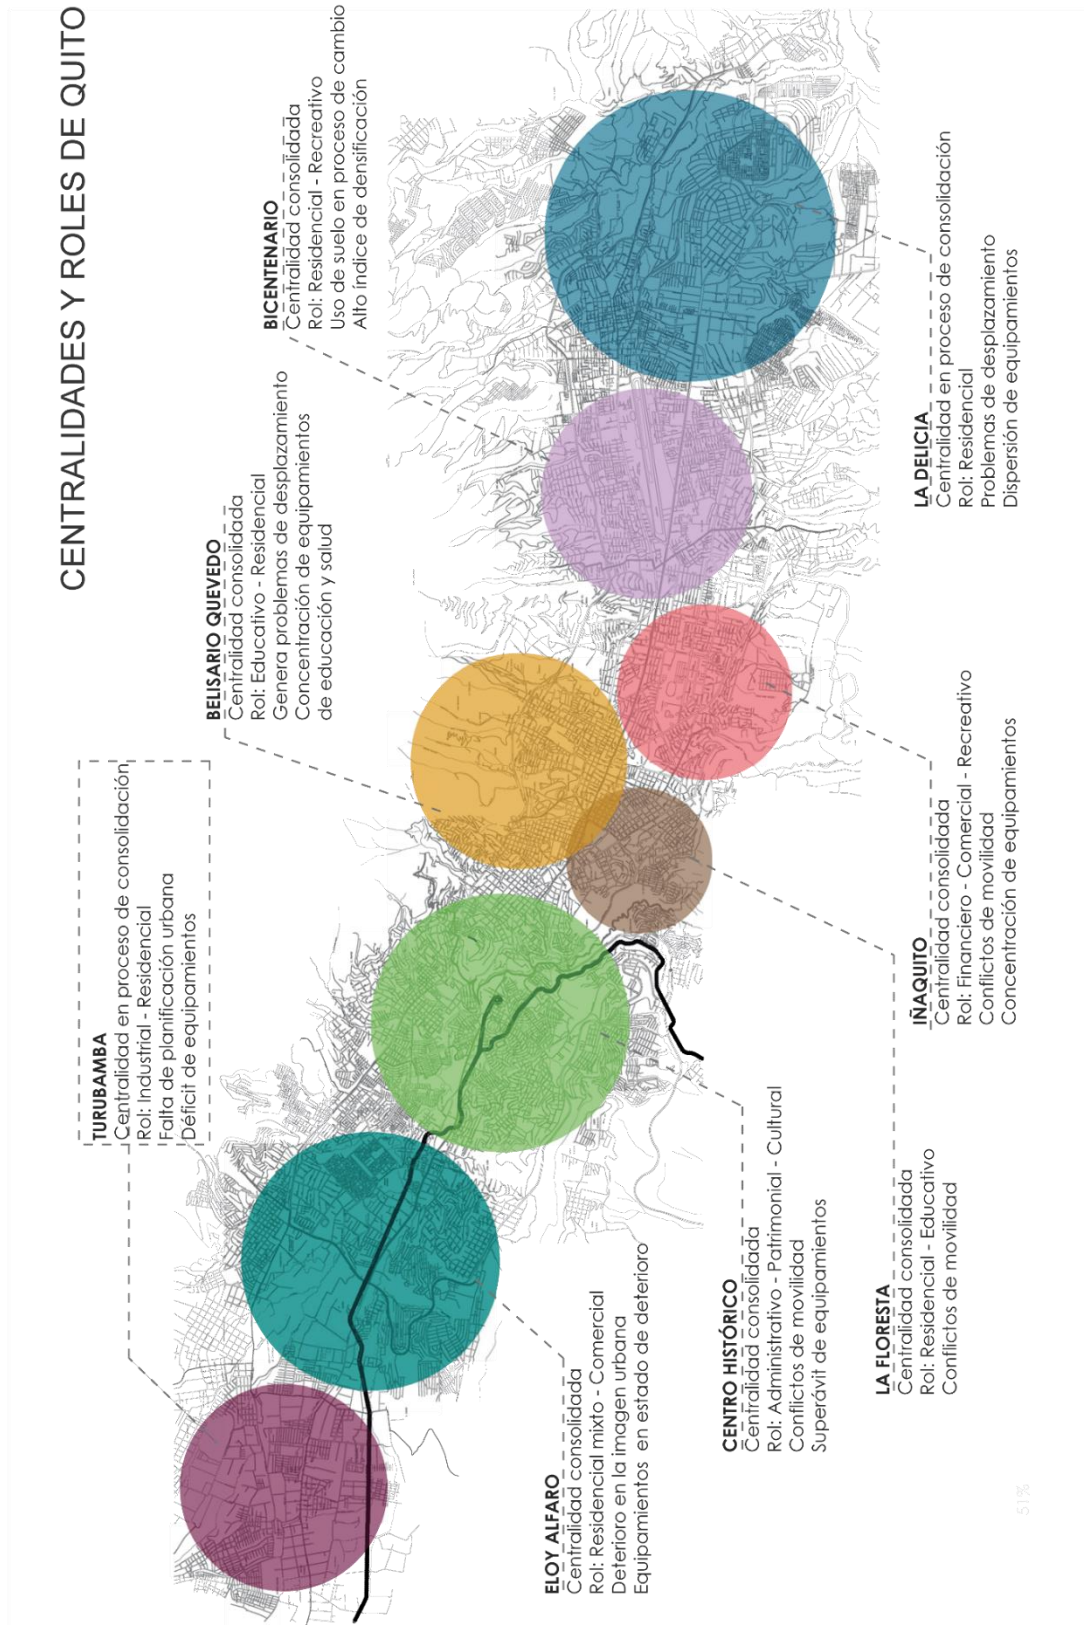 CENTRALIDADES Y ROLES DE QUITO
TURUBAMBA
Centralidad en proceso de consolidación
Rol: Industrial - Residencial
Falta de planificación urbana
Déficit de equipamientos
BELISARIO QUEVEDO
Centralidad consolidada
Rol: Educativo - Residencial
Genera problemas de desplazamiento
Concentración de equipamientos
de educación y salud
BICENTENARIO
Centralidad consolidada
Rol: Residencial - Recreativo
Uso de suelo en proceso de cambio
Alto índice de densificación
ELOY ALFARO
Centralidad consolidada
Rol: Residencial mixto - Comercial
Deterioro en la imagen urbana
Equipamientos en estado de deterioro
CENTRO HISTÓRICO
Centralidad consolidada
Rol: Administrativo - Patrimonial - Cultural
Conflictos de movilidad
Superávit de equipamientos
LA FLORESTA
Centralidad consolidada
Rol: Residencial - Educativo
Conflictos de movilidad
IÑAQUITO
Centralidad consolidada
Rol: Financiero - Comercial - Recreativo
Conflictos de movilidad
Concentración de equipamientos
LA DELICIA
Centralidad en proceso de consolidación
Rol: Residencial
Problemas de desplazamiento
Dispersión de equipamientos
51%